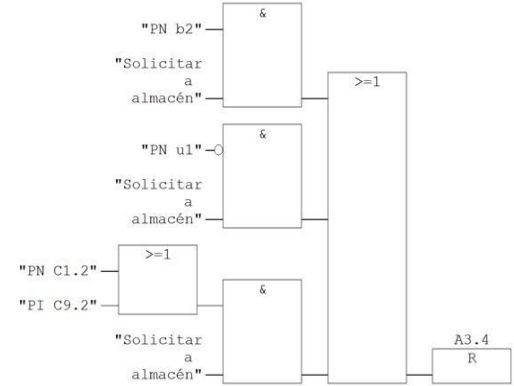 &
"PN b2"
"Solicitar
a
almacén"
>=1
&
"PN u1"
"Solicitar
a
almacén"
>=1
"PN C1.2"
"PI C9.2"
&
"Solicitar
a
almacén"
A3.4
R